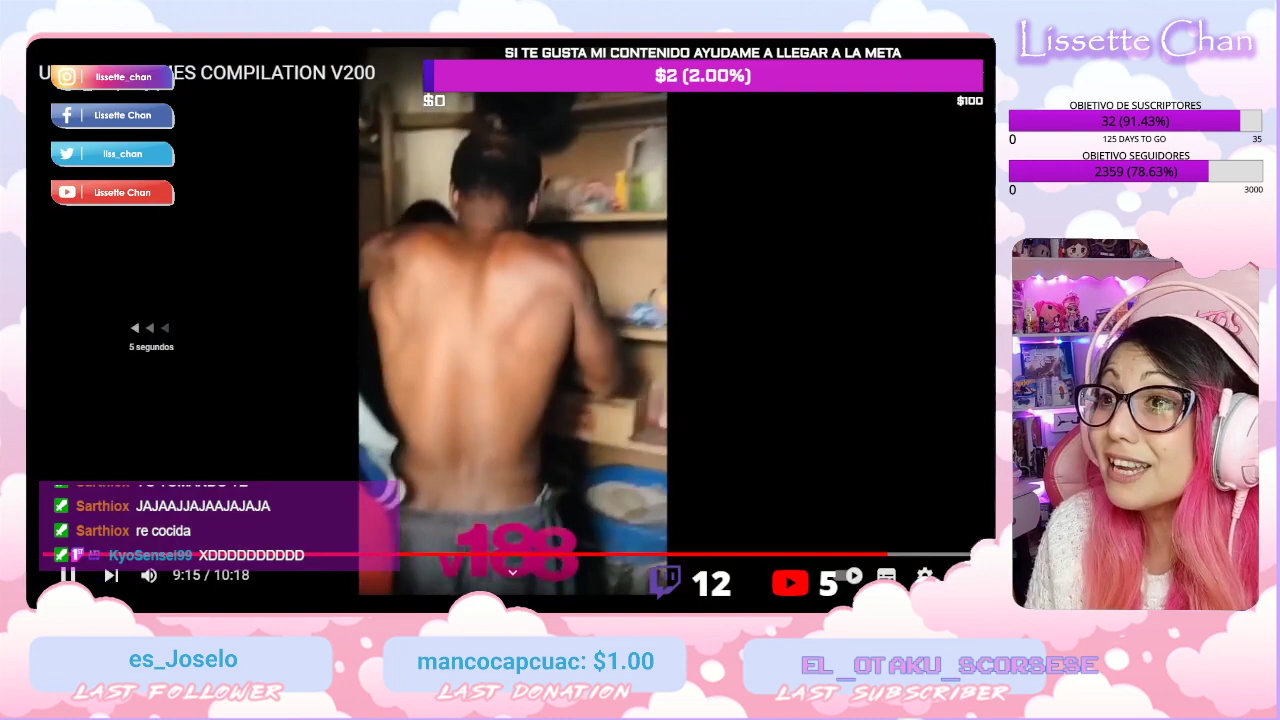 Lissette Chan
SI TE GUSTA MI CONTENIDO AYUDAME A LLEGAR A LA META
$2 (2.00%)
$0
$100
ES COMPILATION V200
lissette_chan
Lissette Chan
liss_chan
Lissette Chan
OBJETIVO DE SUSCRIPTORES
32 (91.43%)
0
125 DAYS TO GO
35
OBJETIVO SEGUIDORES
2359 (78.63%)
0
3000
5 segundos
Sarthiox JAJAAJJAJAAJAJAJA
Sarthiox re cocida
KyoSensei99 XDDDDDDDDDD
v188
9:15 / 10:18
12
5
es_Joselo
LAST FOLLOWER
mancocapcuac: $1.00
LAST DONATION
EL_OTAKU_SCORSESE
LAST SUBSCRIBER